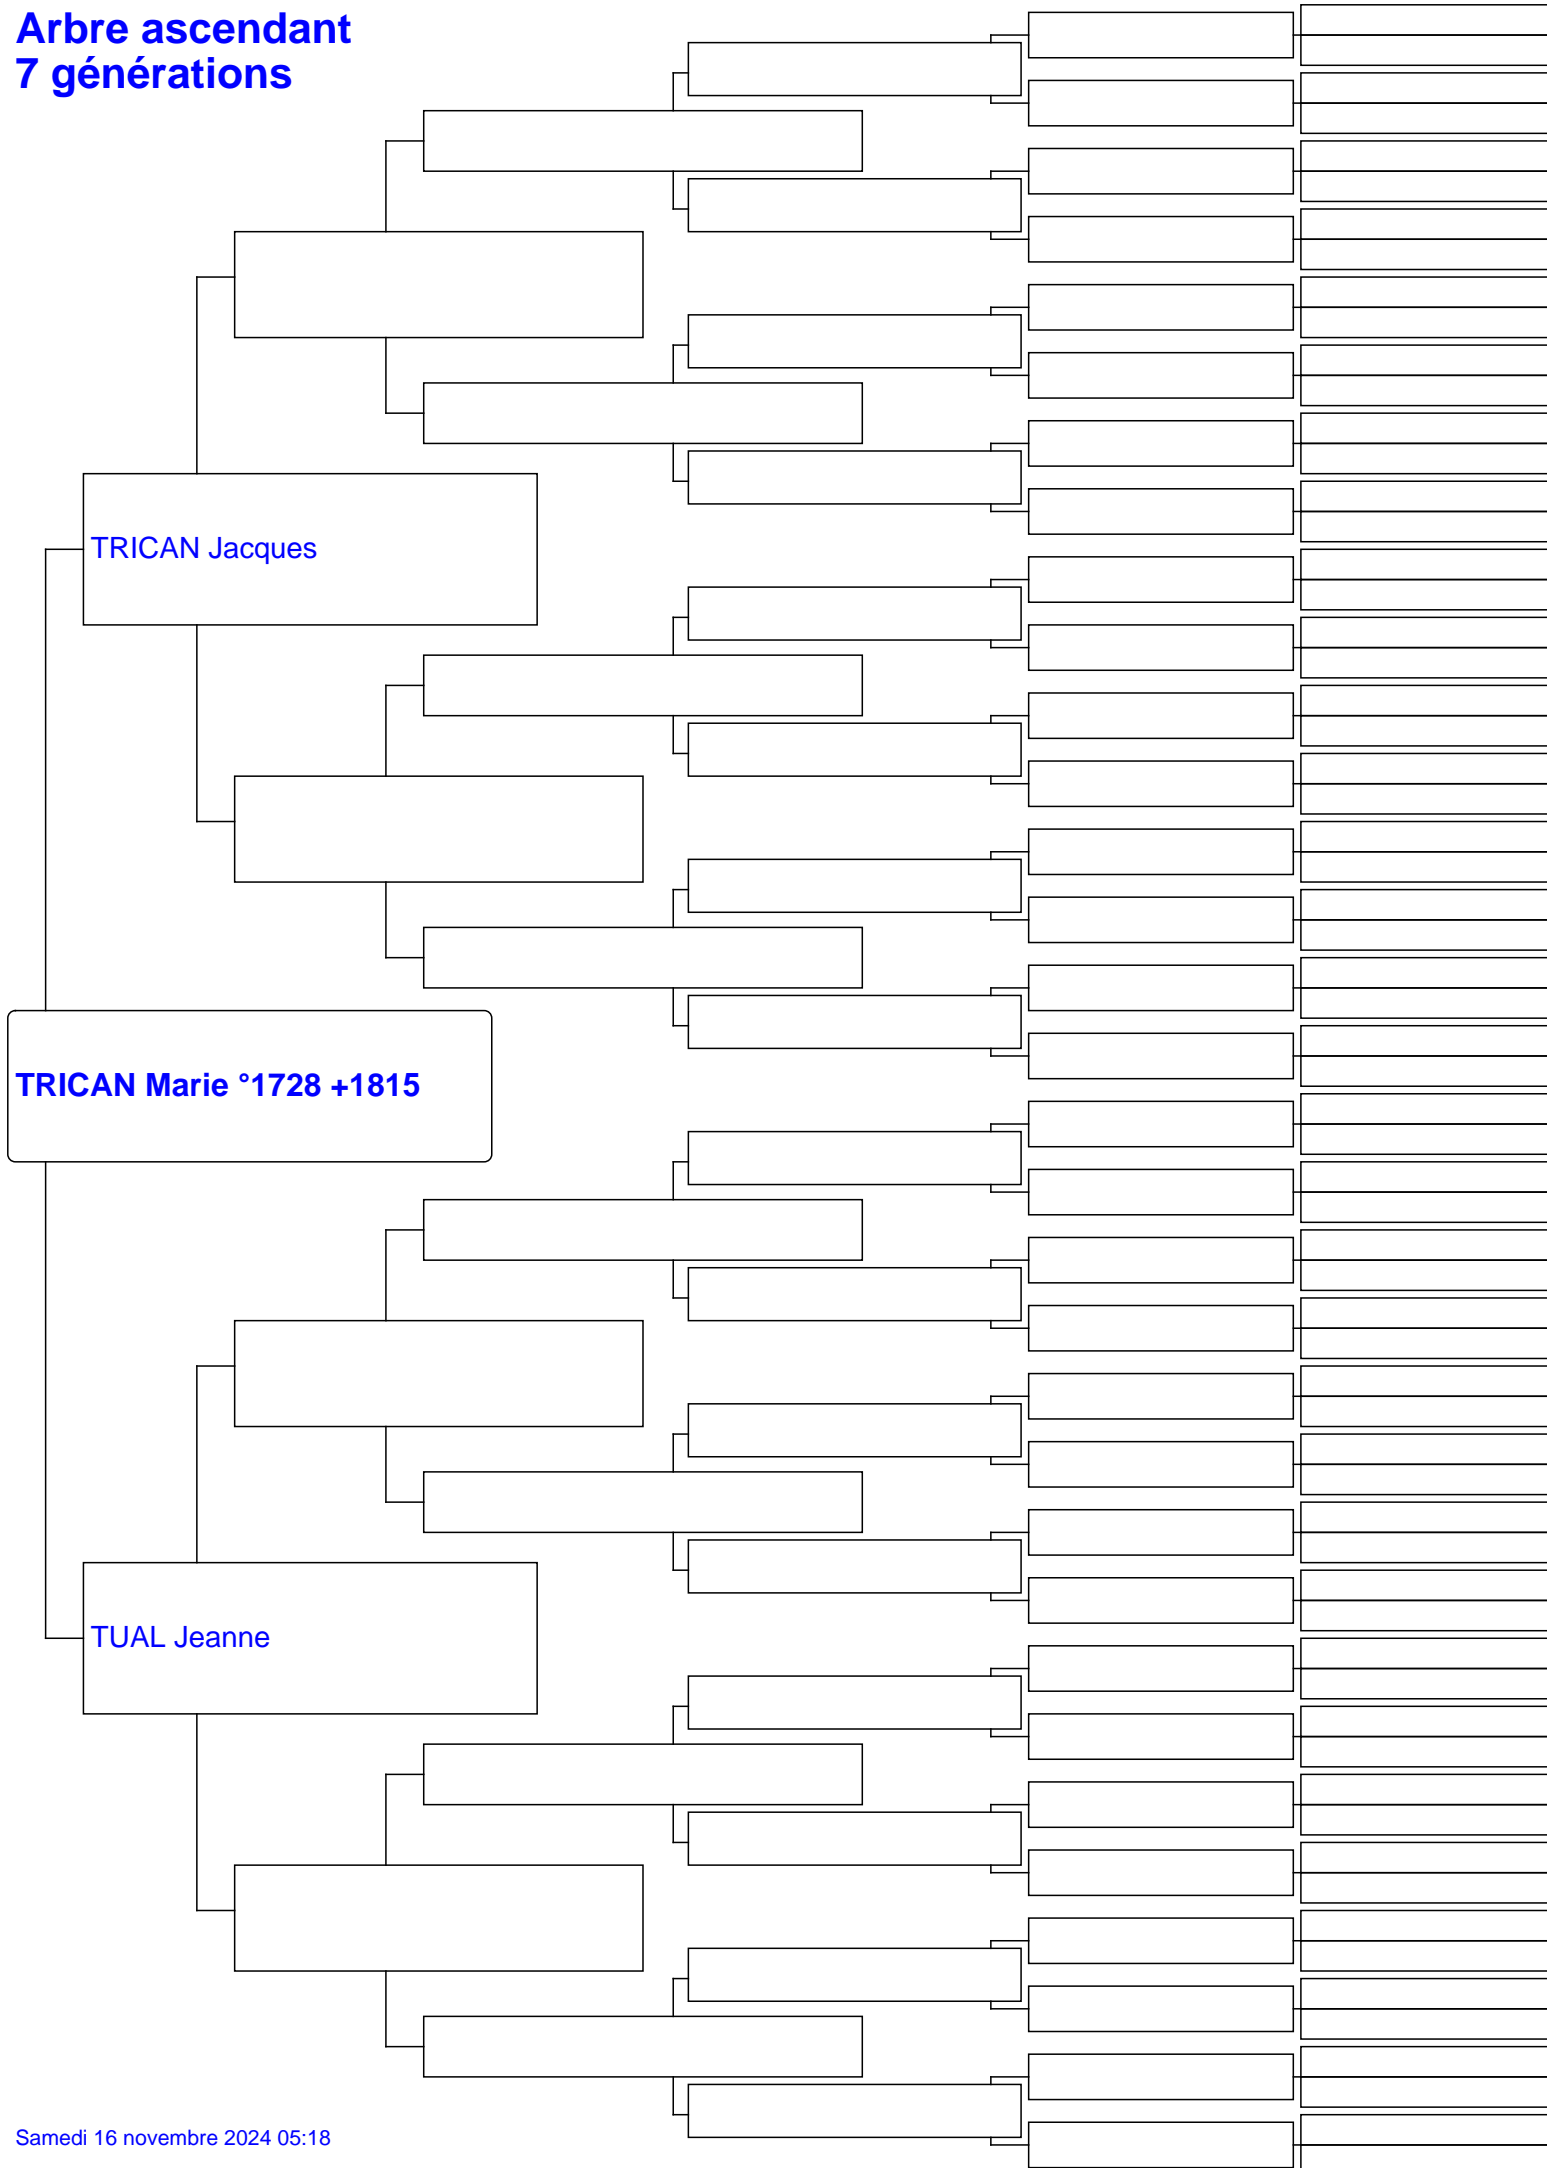 Arbre ascendant
7 générations
TRICAN Jacques
TRICAN Marie °1728 +1815
TUAL Jeanne
Samedi 16 novembre 2024 05:18